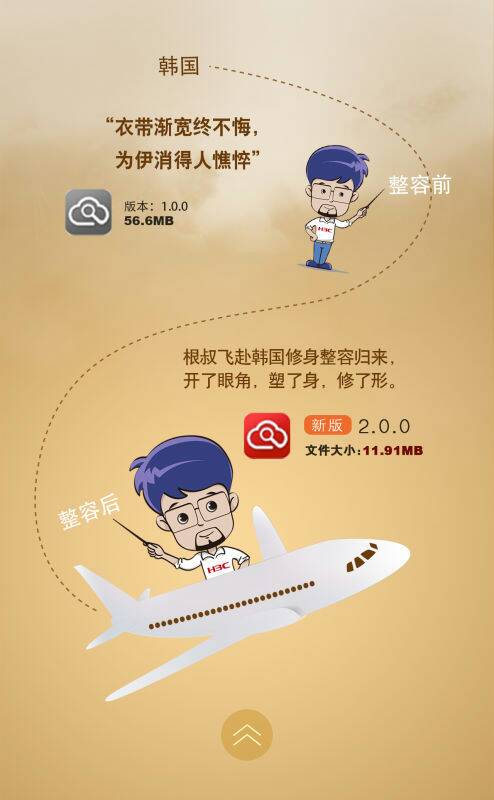 韩国
“衣带渐宽终不悔，
为伊消得人憔悴”
整容前
H3C
版本：1.0.0
56.6MB
根叔飞赴韩国修身整容归来，
开了眼角，塑了身，修了形。
新版 2.0.0
文件大小：11.91MB
整容后
H3C